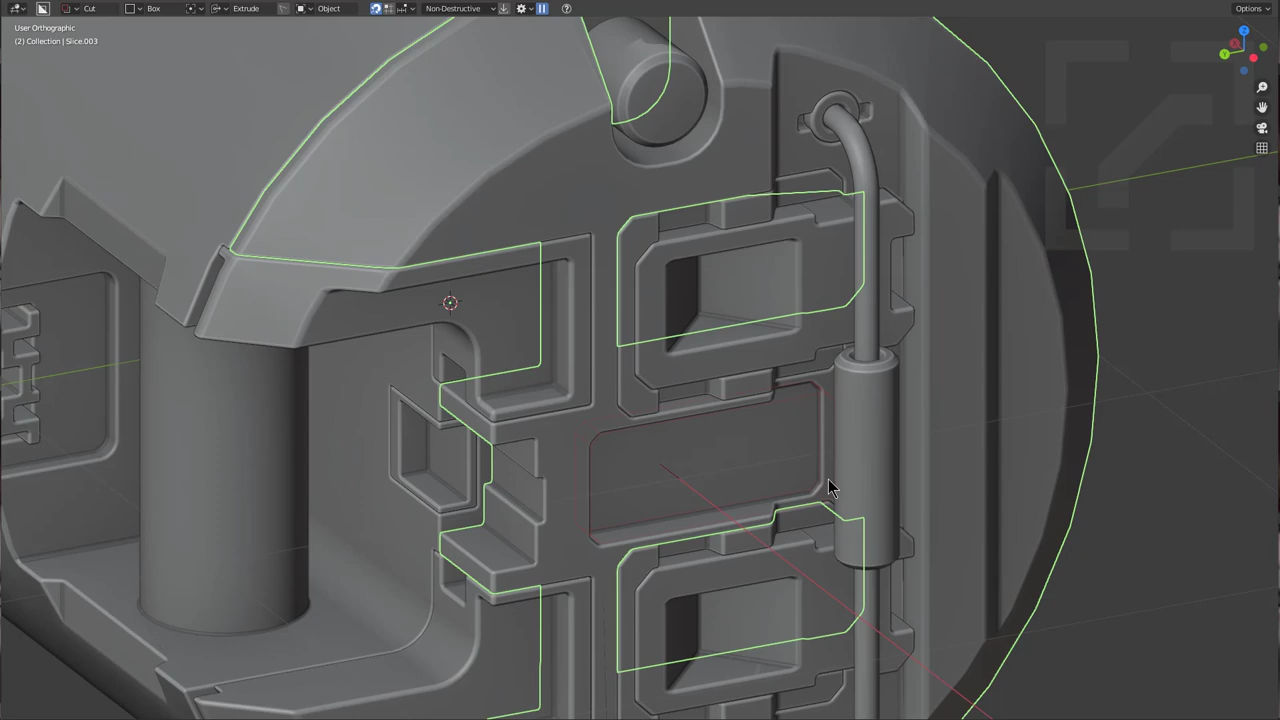 Cut Box Extrude Object Non-Destructive Options
User Orthographic
(2) Collection | Slice.003
Z
Y